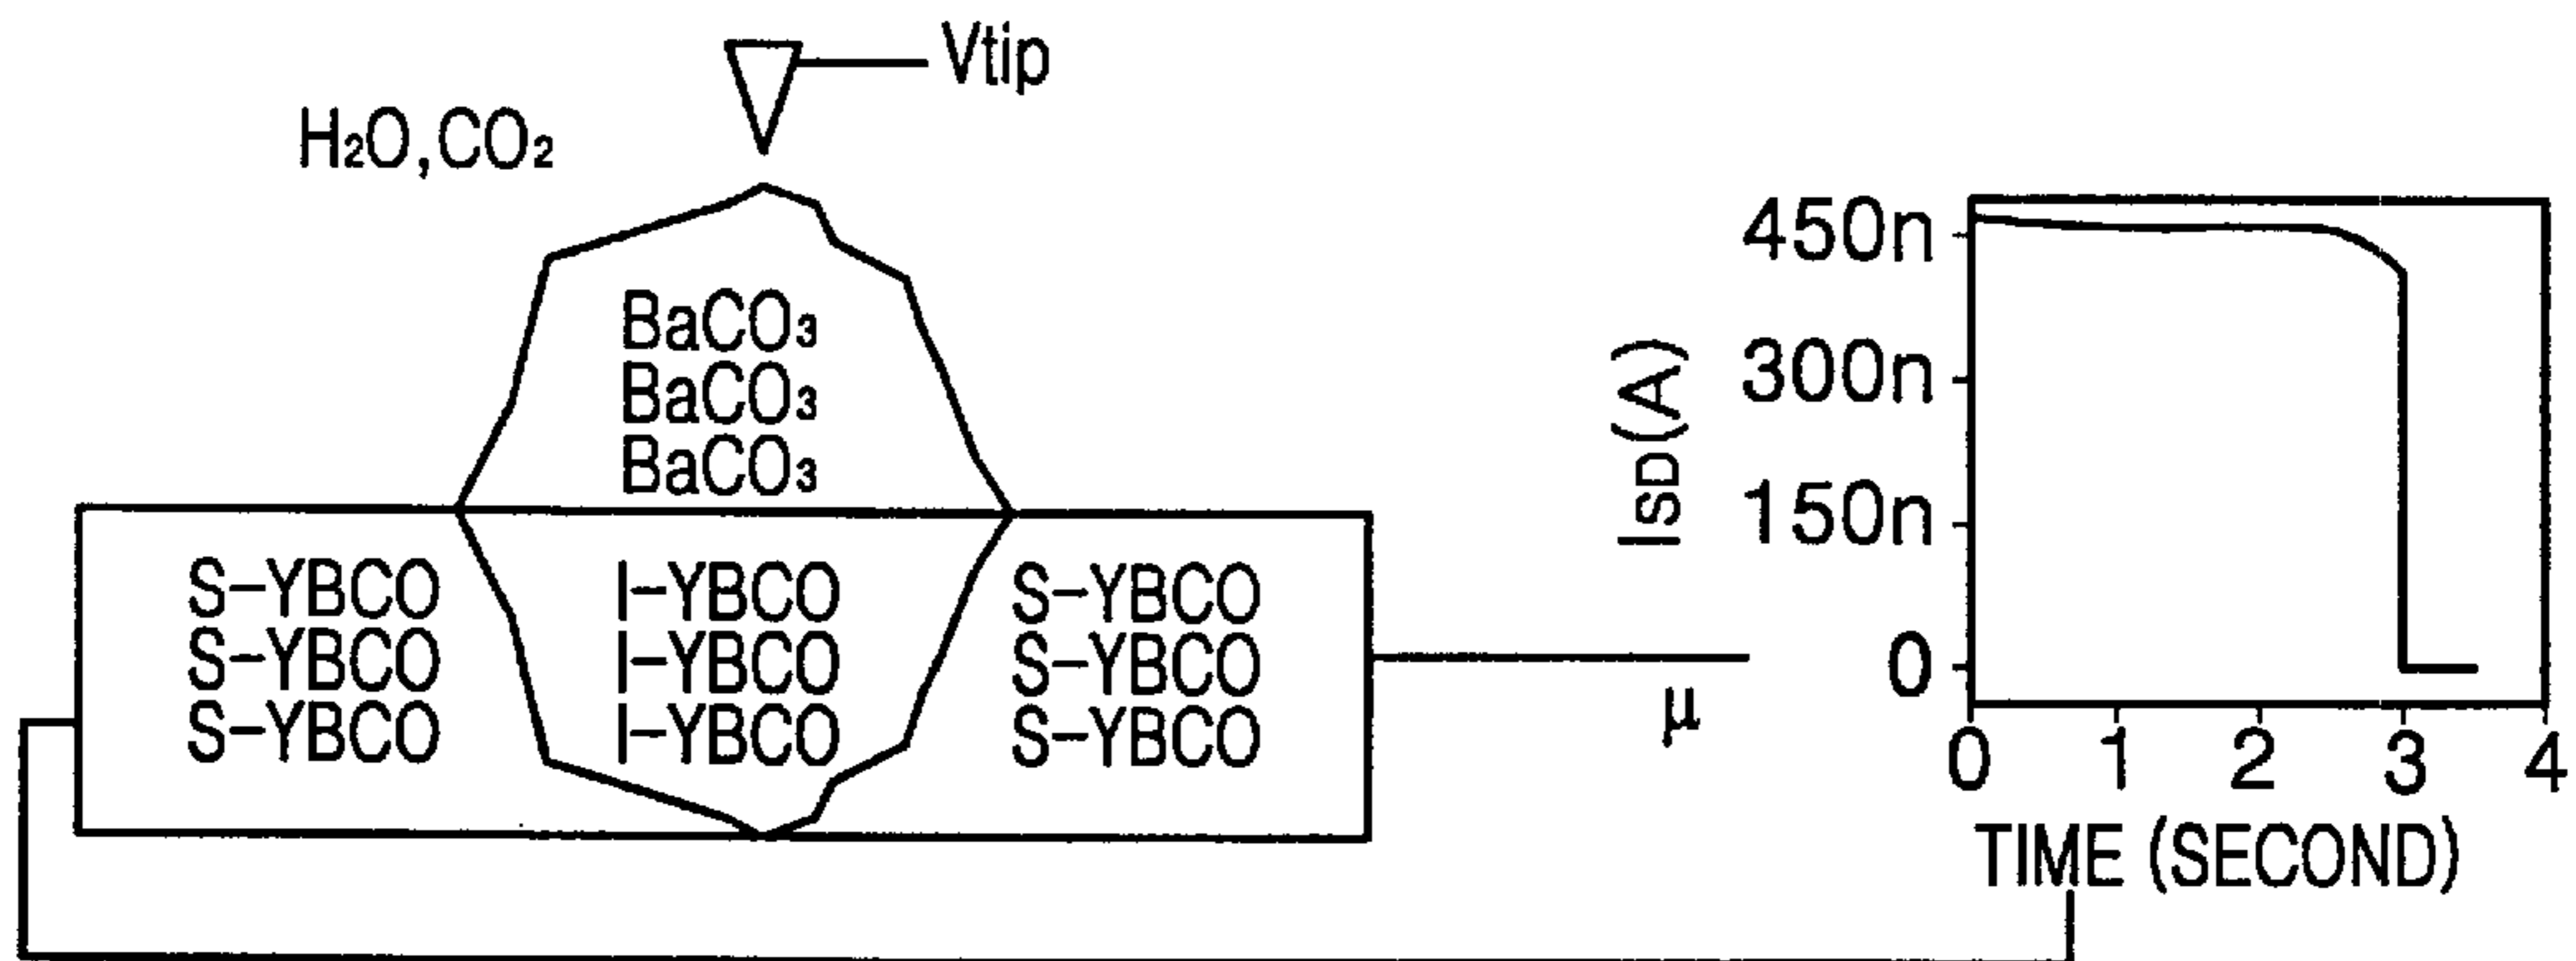 Vtip
H₂O,CO₂
BaCO₃
BaCO₃
BaCO₃
S-YBCO I-YBCO S-YBCO
S-YBCO I-YBCO S-YBCO
S-YBCO I-YBCO S-YBCO
μ
ISD(A)
450n
300n
150n
0
0 1 2 3 4
TIME (SECOND)